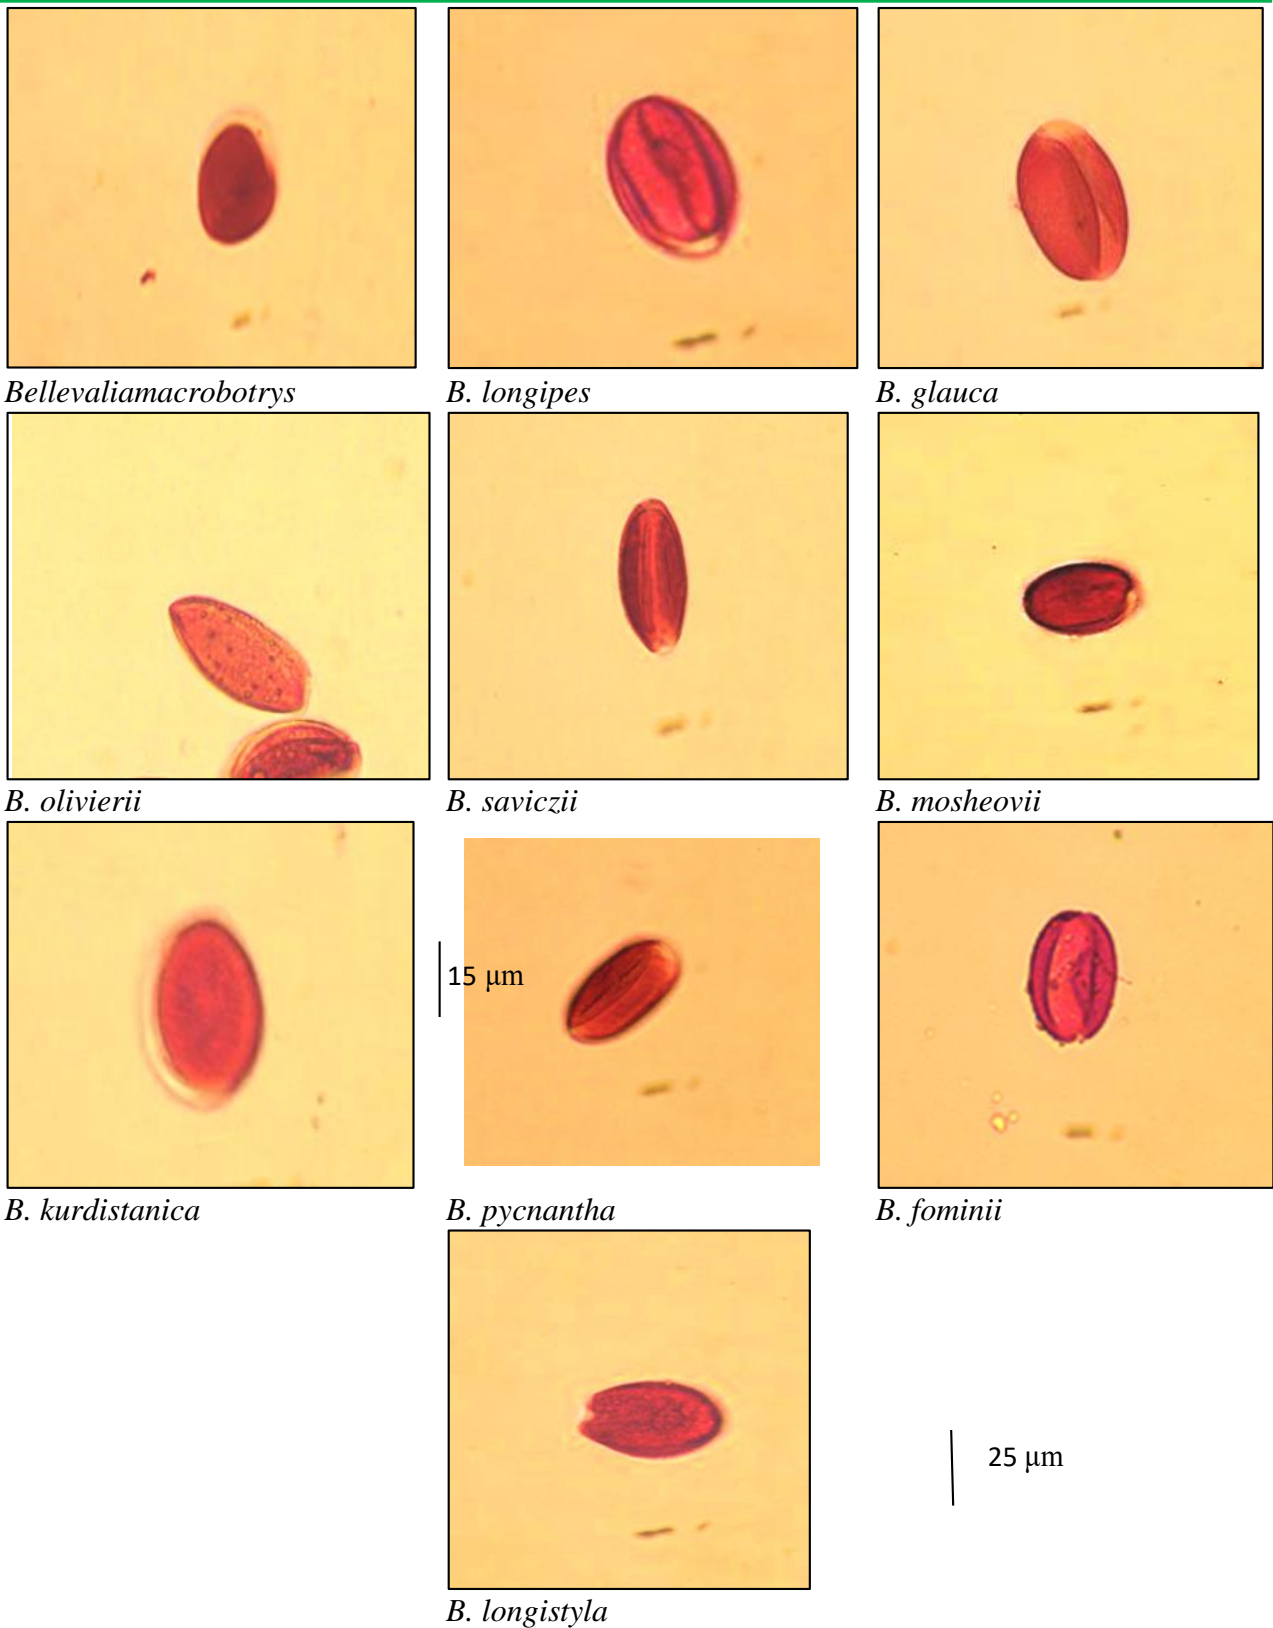 Bellevaliamacrobotrys
B. longipes
B. glauca
B. olivierii
B. saviczii
B. mosheovii
15 μm
B. kurdistanica
B. pycnantha
B. fominii
25 μm
B. longistyla